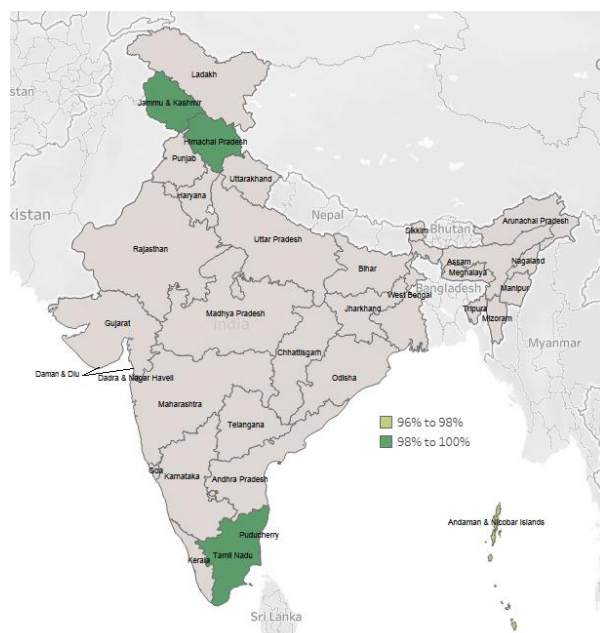 Ladakh
stan
Jammu & Kashmir
Himachal Pradesh
Punjab
Uttarakhand
Haryana
kistan
Nepal
Arunachal Pradesh
Sikkim
Bhutan
Rajasthan
Uttar Pradesh
Assam
Nagaland
Bihar
Meghalaya
Bangladesh
Manipur
West Bengal
Jharkhand
Tripura
Mizoram
Gujarat
Madhya Pradesh
India
Myanmar
Chhattisgarh
Daman & Diu
Dadra & Nagar Haveli
Odisha
Maharashtra
Telangana
96% to 98%
98% to 100%
Goa
Karnataka
Andhra Pradesh
Andaman & Nicobar Islands
Puducherry
Kerala
Tamil Nadu
Sri Lanka